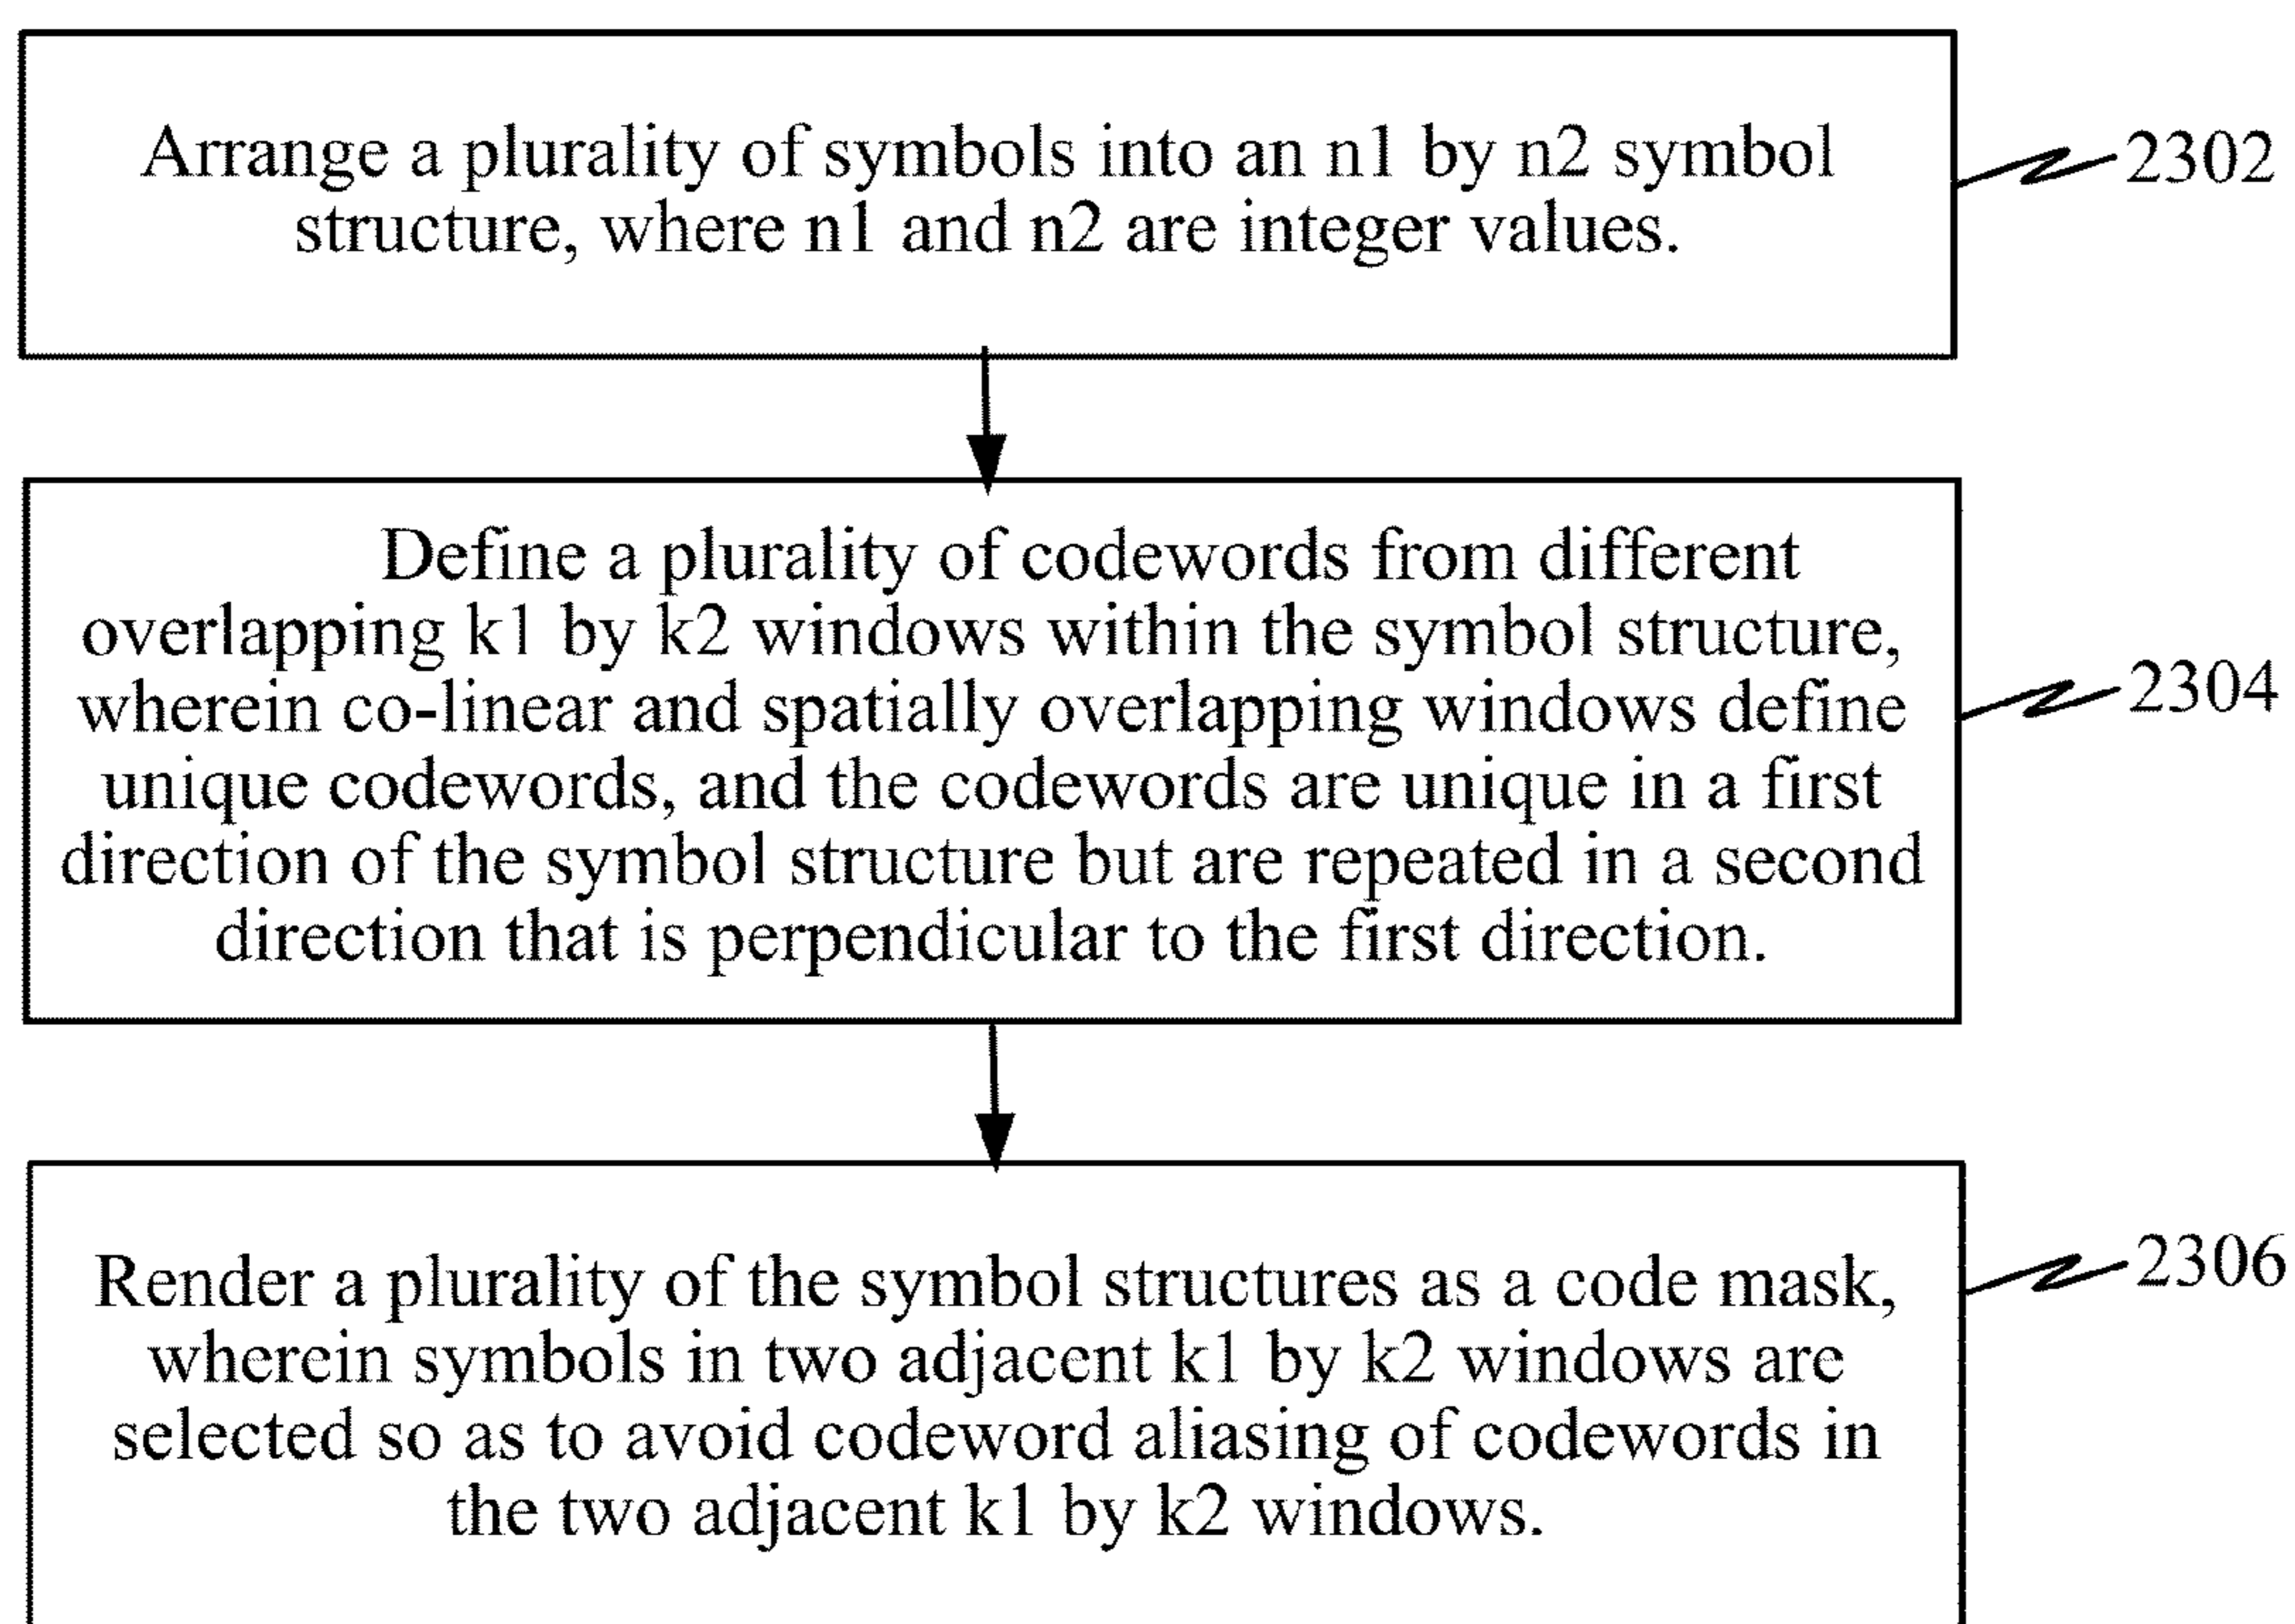 Arrange a plurality of symbols into an n1 by n2 symbol
structure, where n1 and n2 are integer values.
2302
Define a plurality of codewords from different
overlapping k1 by k2 windows within the symbol structure,
wherein co-linear and spatially overlapping windows define
unique codewords, and the codewords are unique in a first
direction of the symbol structure but are repeated in a second
direction that is perpendicular to the first direction.
2304
Render a plurality of the symbol structures as a code mask,
wherein symbols in two adjacent k1 by k2 windows are
selected so as to avoid codeword aliasing of codewords in
the two adjacent k1 by k2 windows.
2306